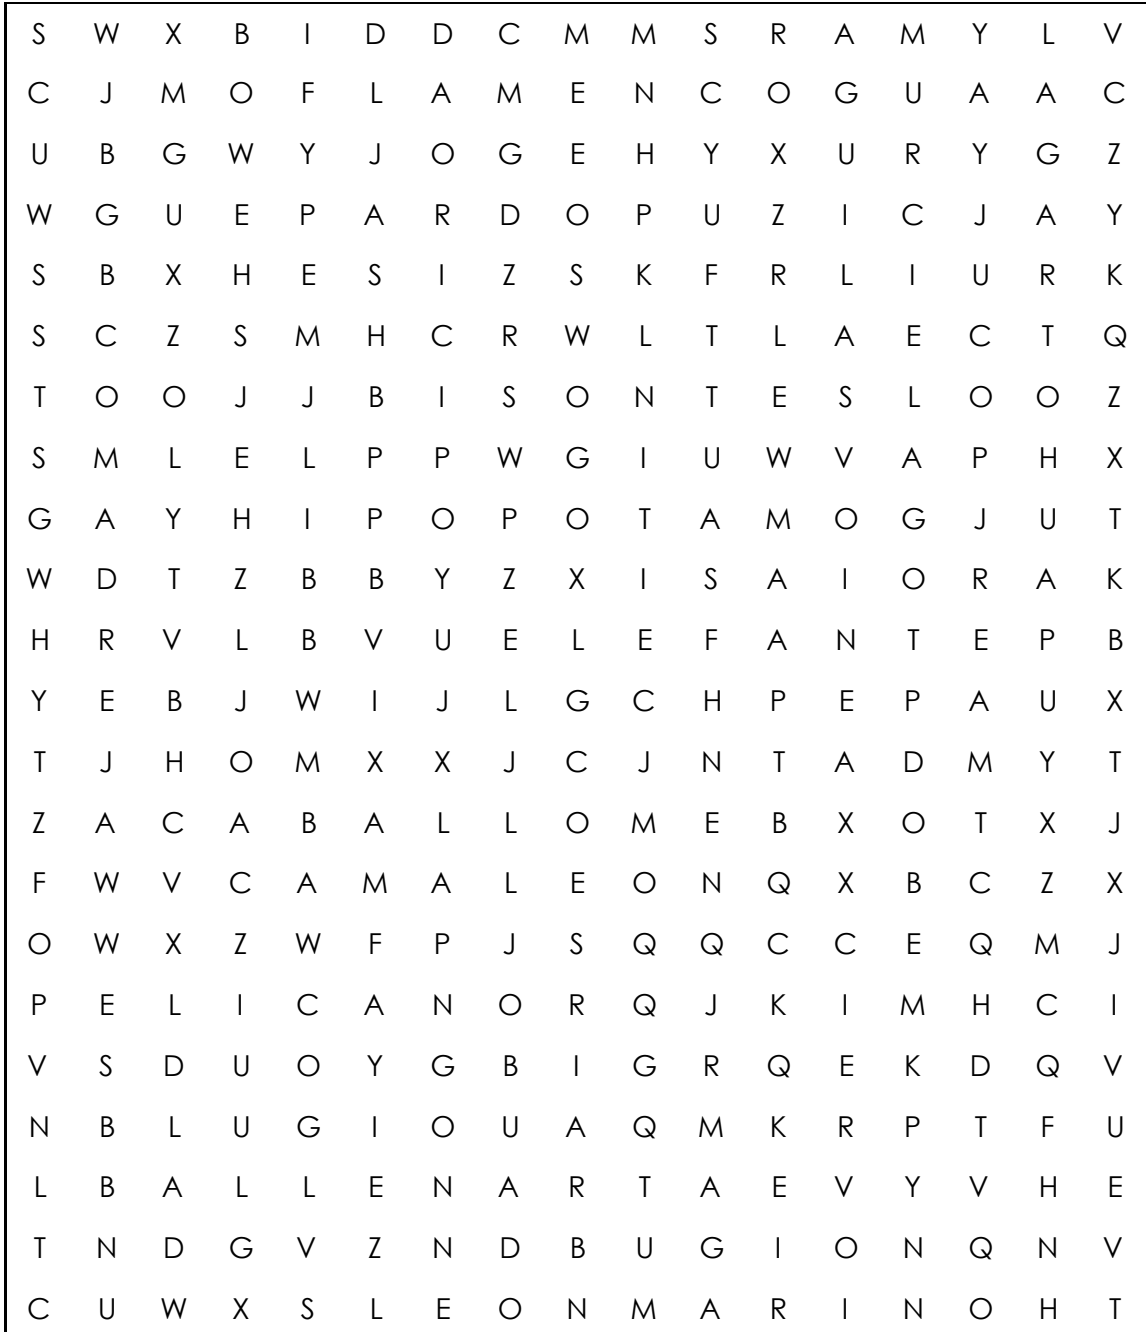 S W X B I D D C M M S R A M Y L V
C J M O F L A M E N C O G U A A C
U B G W Y J O G E H Y X U R Y G Z
W G U E P A R D O P U Z I C J A Y
S B X H E S I Z S K F R L I U R K
S C Z S M H C R W L T L A E C T Q
T O O J J B I S O N T E S L O O Z
S M L E L P P W G I U W V A P H X
G A Y H I P O P O T A M O G J U T
W D T Z B B Y Z X I S A I O R A K
H R V L B V U E L E F A N T E P B
Y E B J W I J L G C H P E P A U X
T J H O M X X J C J N T A D M Y T
Z A C A B A L L O M E B X O T X J
F W V C A M A L E O N Q X B C Z X
O W X Z W F P J S Q Q C C E Q M J
P E L I C A N O R Q J K I M H C I
V S D U O Y G B I G R Q E K D Q V
N B L U G I O U A Q M K R P T F U
L B A L L E N A R T A E V Y V H E
T N D G V Z N D B U G I O N Q N V
C U W X S L E O N M A R I N O H T